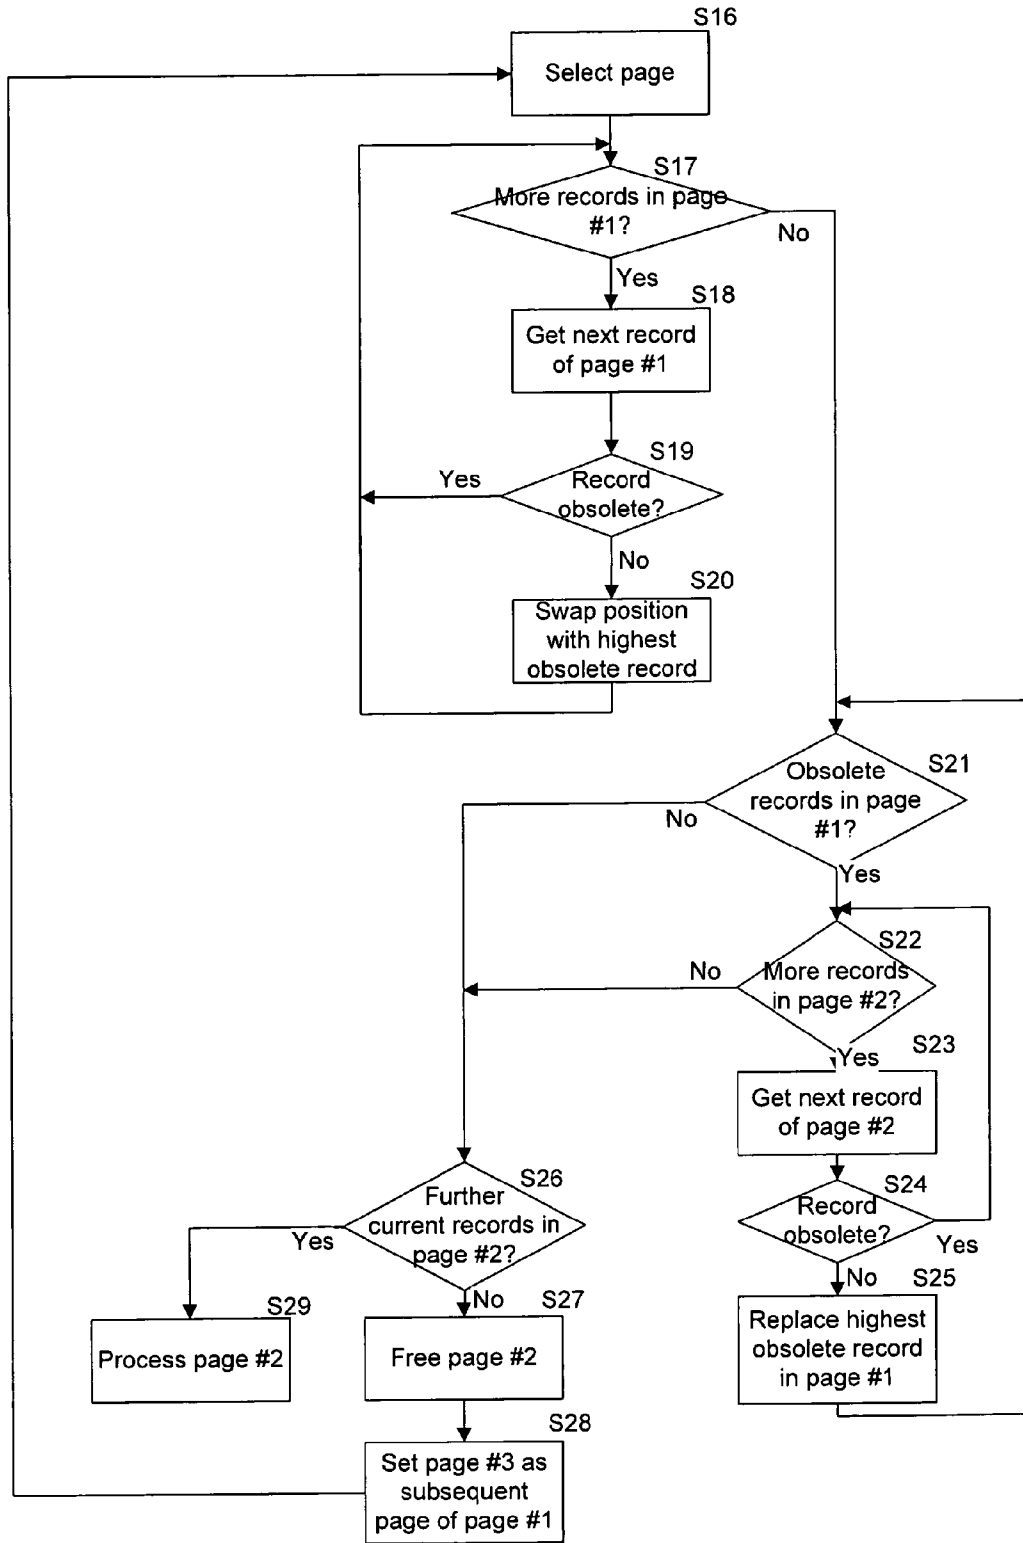 S16
Select page
S17
More records in page
#1?
No
Yes
S18
Get next record
of page #1
S19
Yes
Record
obsolete?
No
S20
Swap position
with highest
obsolete record
S21
Obsolete
records in page
#1?
No
Yes
S22
No
More records
in page #2?
Yes
S23
Get next record
of page #2
S24
Record
obsolete?
Yes
No
S25
Replace highest
obsolete record
in page #1
S26
Further
current records in
page #2?
Yes
No
S29
Process page #2
S27
Free page #2
S28
Set page #3 as
subsequent
page of page #1